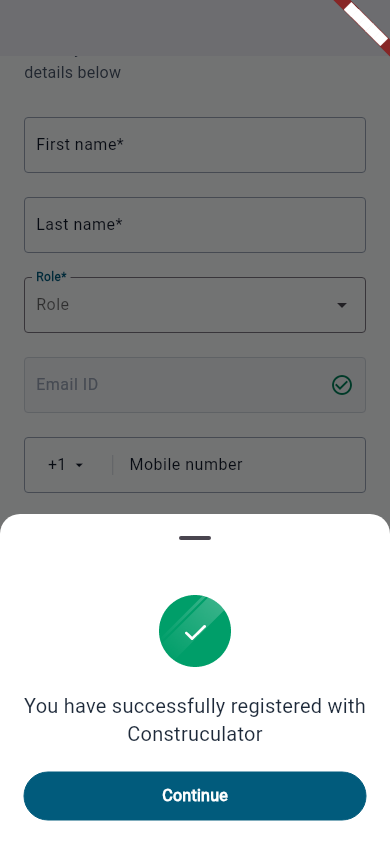 details below
First name*
Last name*
Role*
Role
Email ID
+1
Mobile number
You have successfully registered with
Construculator
Continue